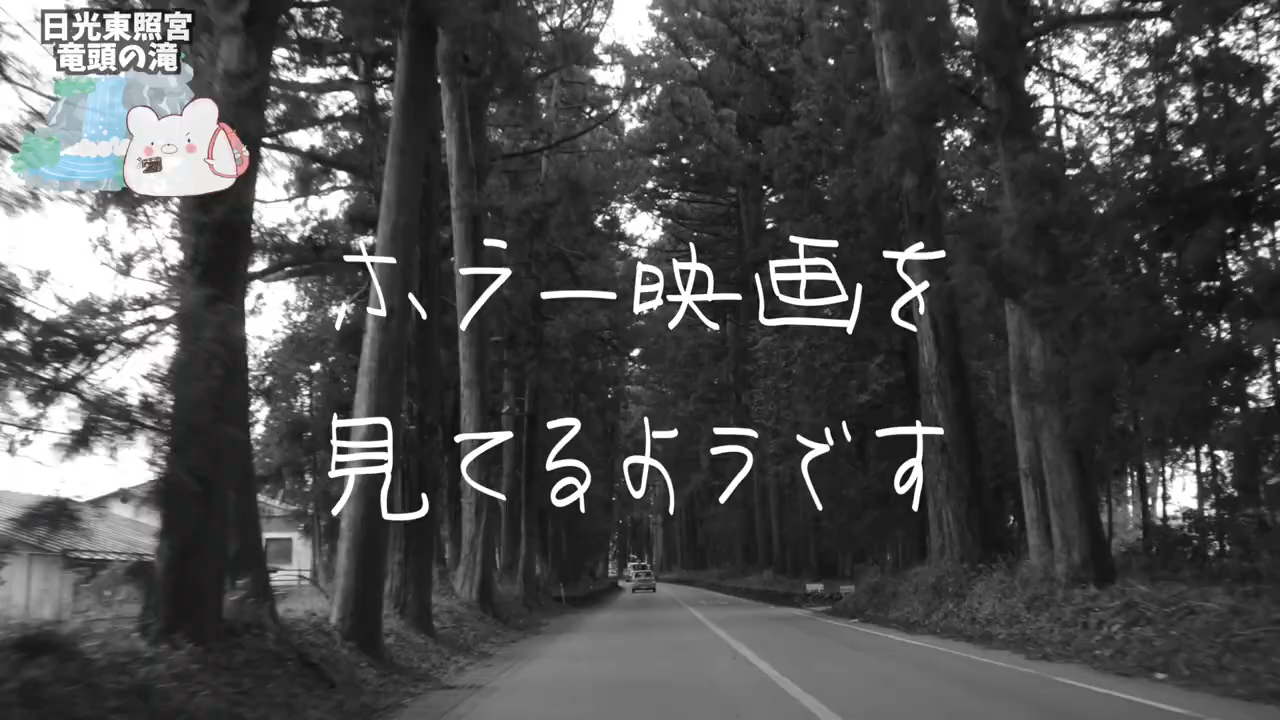 日光東照宮
竜頭の滝
ホラー映画を
見てるようです